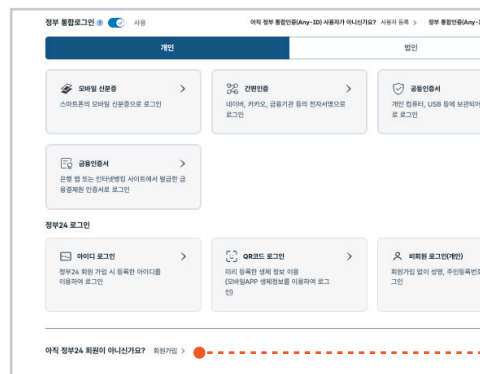 정부 통합로그인 사용 아직 정부 통합인증(Any-ID) 사용자가 아니신가요? 사용자 등록 > 정부 통합인증(Any-
개인 법인
모바일 신분증 >
스마트폰의 모바일 신분증으로 로그인
간편인증 >
네이버, 카카오, 금융기관 등의 전자서명으로
로그인
공동인증서
개인 컴퓨터, USB 등에 보관되어
로 로그인
금융인증서 >
은행 앱 또는 인터넷뱅킹 사이트에서 발급한 금
융결제원 인증서로 로그인
정부24 로그인
아이디 로그인 >
정부24 회원 가입 시 등록한 아이디를
이용하여 로그인
QR코드 로그인 >
미리 등록한 생체 정보 이용
(모바일APP 생체정보를 이용하여 로그
인)
비회원 로그인(개인)
회원가입 없이 성명, 주민등록번호
그인
아직 정부24 회원이 아니신가요? 회원가입 >